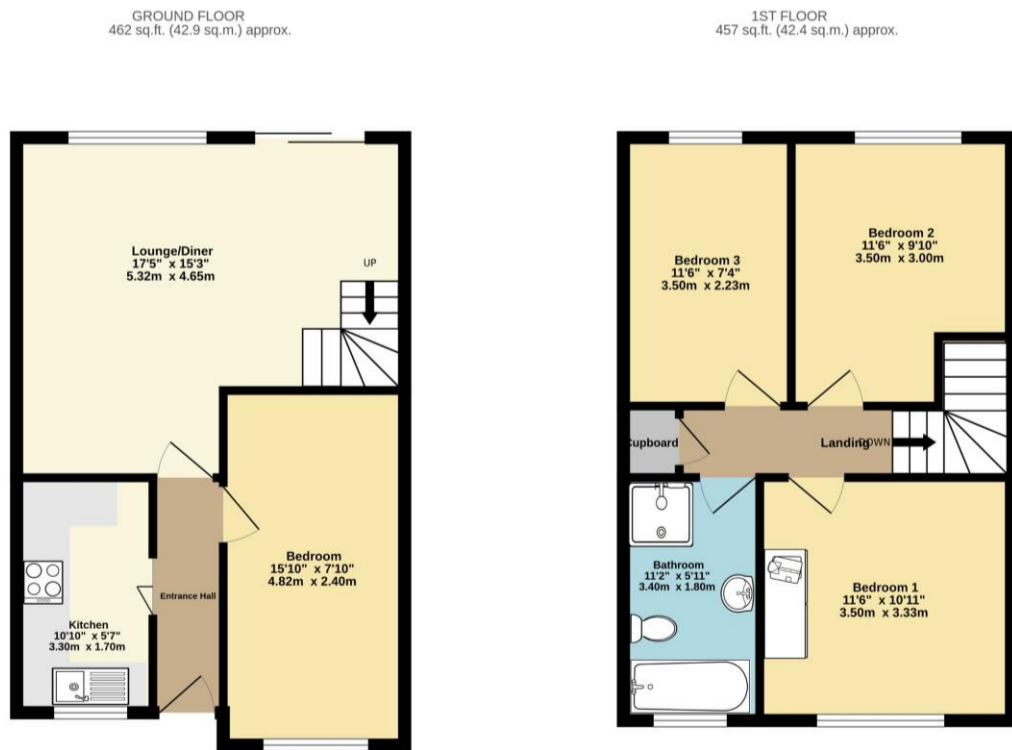 GROUND FLOOR
462 sq.ft. (42.9 sq.m.) approx.
Lounge/Diner
17'5" x 15'3"
5.32m x 4.65m
UP
Bedroom
15'10" x 7'10"
4.82m x 2.40m
Entrance Hall
Kitchen
10'10" x 5'7"
3.30m x 1.70m
1ST FLOOR
457 sq.ft. (42.4 sq.m.) approx.
Bedroom 3
11'6" x 7'4"
3.50m x 2.23m
Bedroom 2
11'6" x 9'10"
3.50m x 3.00m
Cupboard
Landing
DOWN
Bathroom
11'2" x 5'11"
3.40m x 1.80m
Bedroom 1
11'6" x 10'11"
3.50m x 3.33m